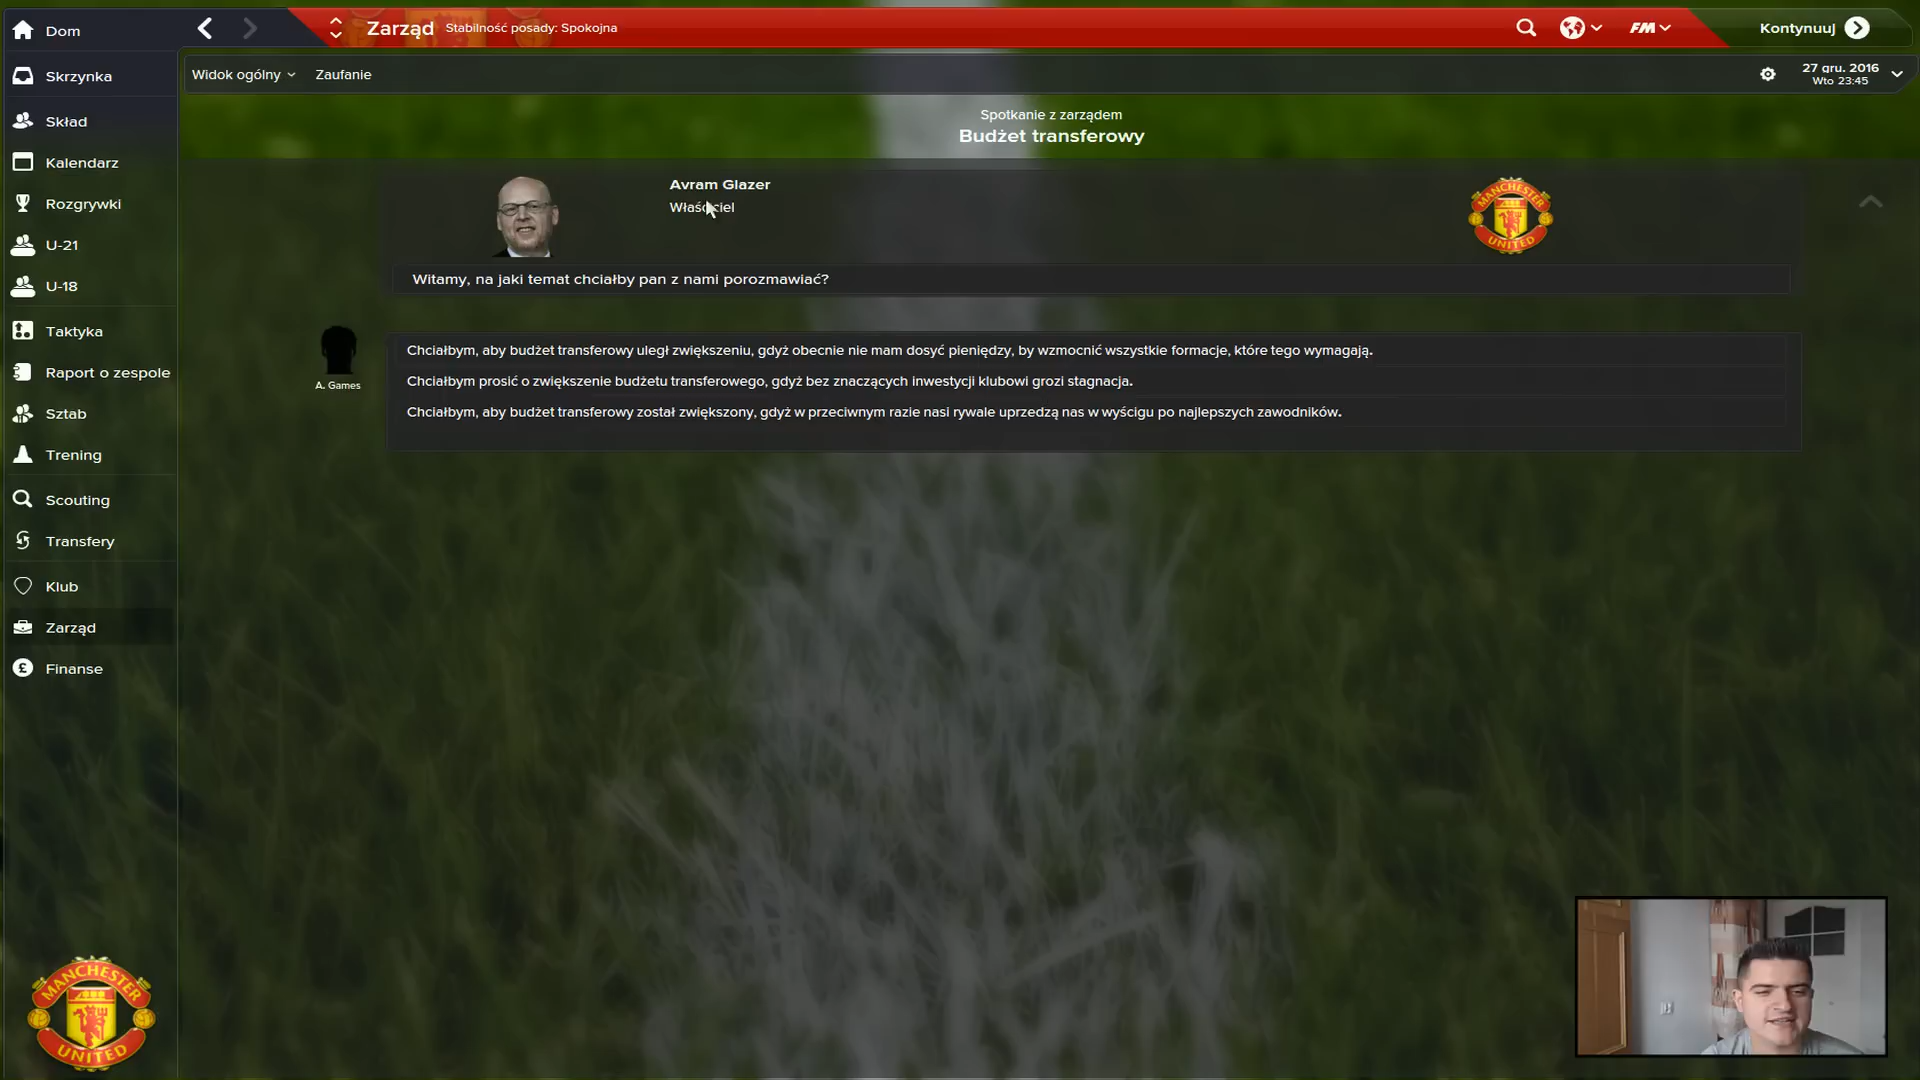 Dom
Zarząd
Stabilność posady: Spokojna
FM
Kontynuuj
Skrzynka
Widok ogólny
Zaufanie
27 gru. 2016
Wto 23:45
Skład
Kalendarz
Rozgrywki
U-21
U-18
Taktyka
Raport o zespole
Sztab
Trening
Scouting
Transfery
Klub
Zarząd
Finanse
Spotkanie z zarządem
Budżet transferowy
Avram Glazer
Właściciel
MANCHESTER
UNITED
Witamy, na jaki temat chciałby pan z nami porozmawiać?
A. Games
Chciałbym, aby budżet transferowy uległ zwiększeniu, gdyż obecnie nie mam dosyć pieniędzy, by wzmocnić wszystkie formacje, które tego wymagają.
Chciałbym prosić o zwiększenie budżetu transferowego, gdyż bez znaczących inwestycji klubowi grozi stagnacja.
Chciałbym, aby budżet transferowy został zwiększony, gdyż w przeciwnym razie nasi rywale uprzedzą nas w wyścigu po najlepszych zawodników.
MANCHESTER
UNITED